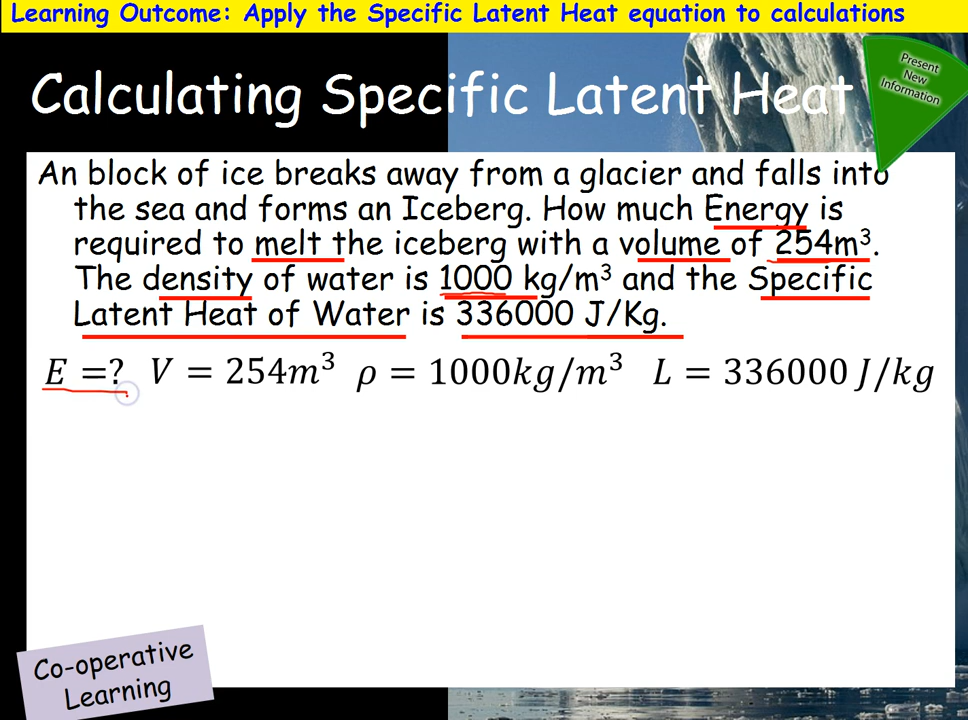 Learning Outcome: Apply the Specific Latent Heat equation to calculations
Present
New
Information
Calculating Specific Latent Heat
An block of ice breaks away from a glacier and falls into
the sea and forms an Iceberg. How much Energy is
required to melt the iceberg with a volume of 254m³.
The density of water is 1000 kg/m³ and the Specific
Latent Heat of Water is 336000 J/Kg.
E =? V = 254m³ ρ = 1000kg/m³ L = 336000 J/kg
Co-operative
Learning